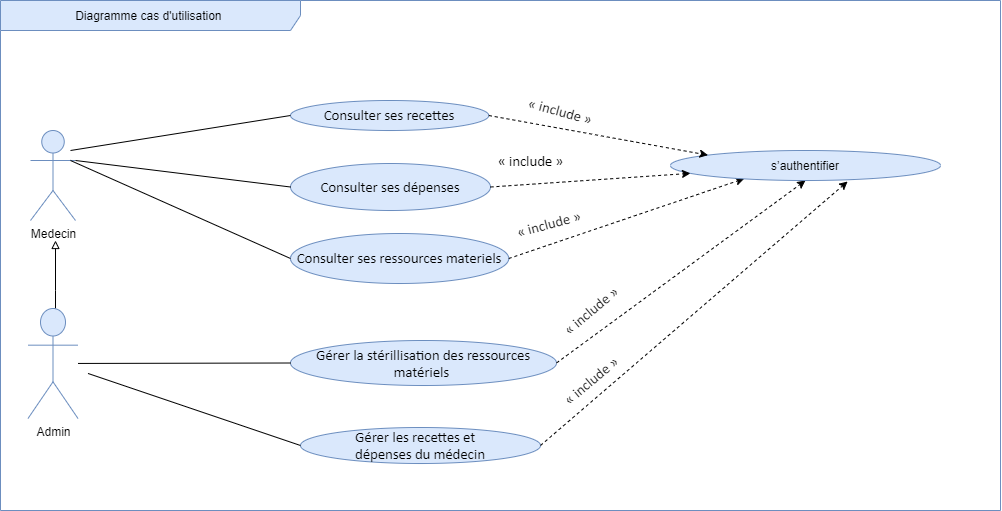 Diagramme cas d'utilisation
Consulter ses recettes
« include »
« include »
s'authentifier
Consulter ses dépenses
« include »
Medecin
Consulter ses ressources materiels
« include »
Gérer la stérillisation des ressources
matériels
« include »
Admin
Gérer les recettes et
dépenses du médecin